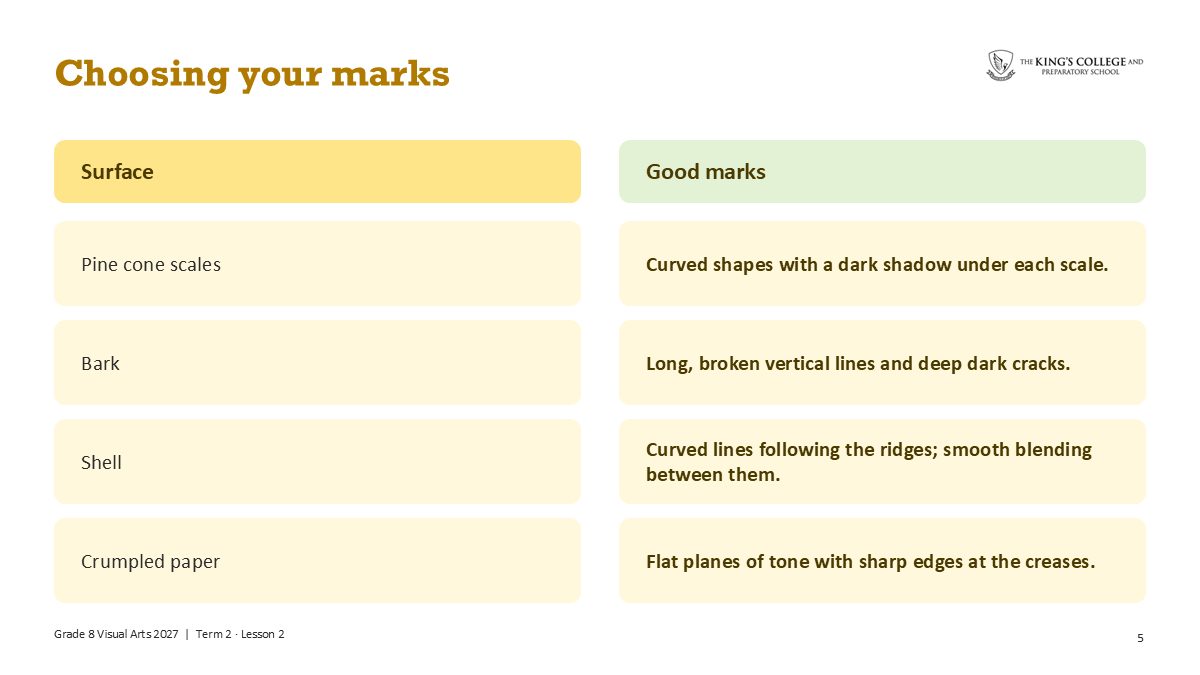 Choosing your marks
THE KING'S COLLEGE AND
PREPARATORY SCHOOL
Surface
Good marks
Pine cone scales
Curved shapes with a dark shadow under each scale.
Bark
Long, broken vertical lines and deep dark cracks.
Shell
Curved lines following the ridges; smooth blending
between them.
Crumpled paper
Flat planes of tone with sharp edges at the creases.
Grade 8 Visual Arts 2027 | Term 2 · Lesson 2
5